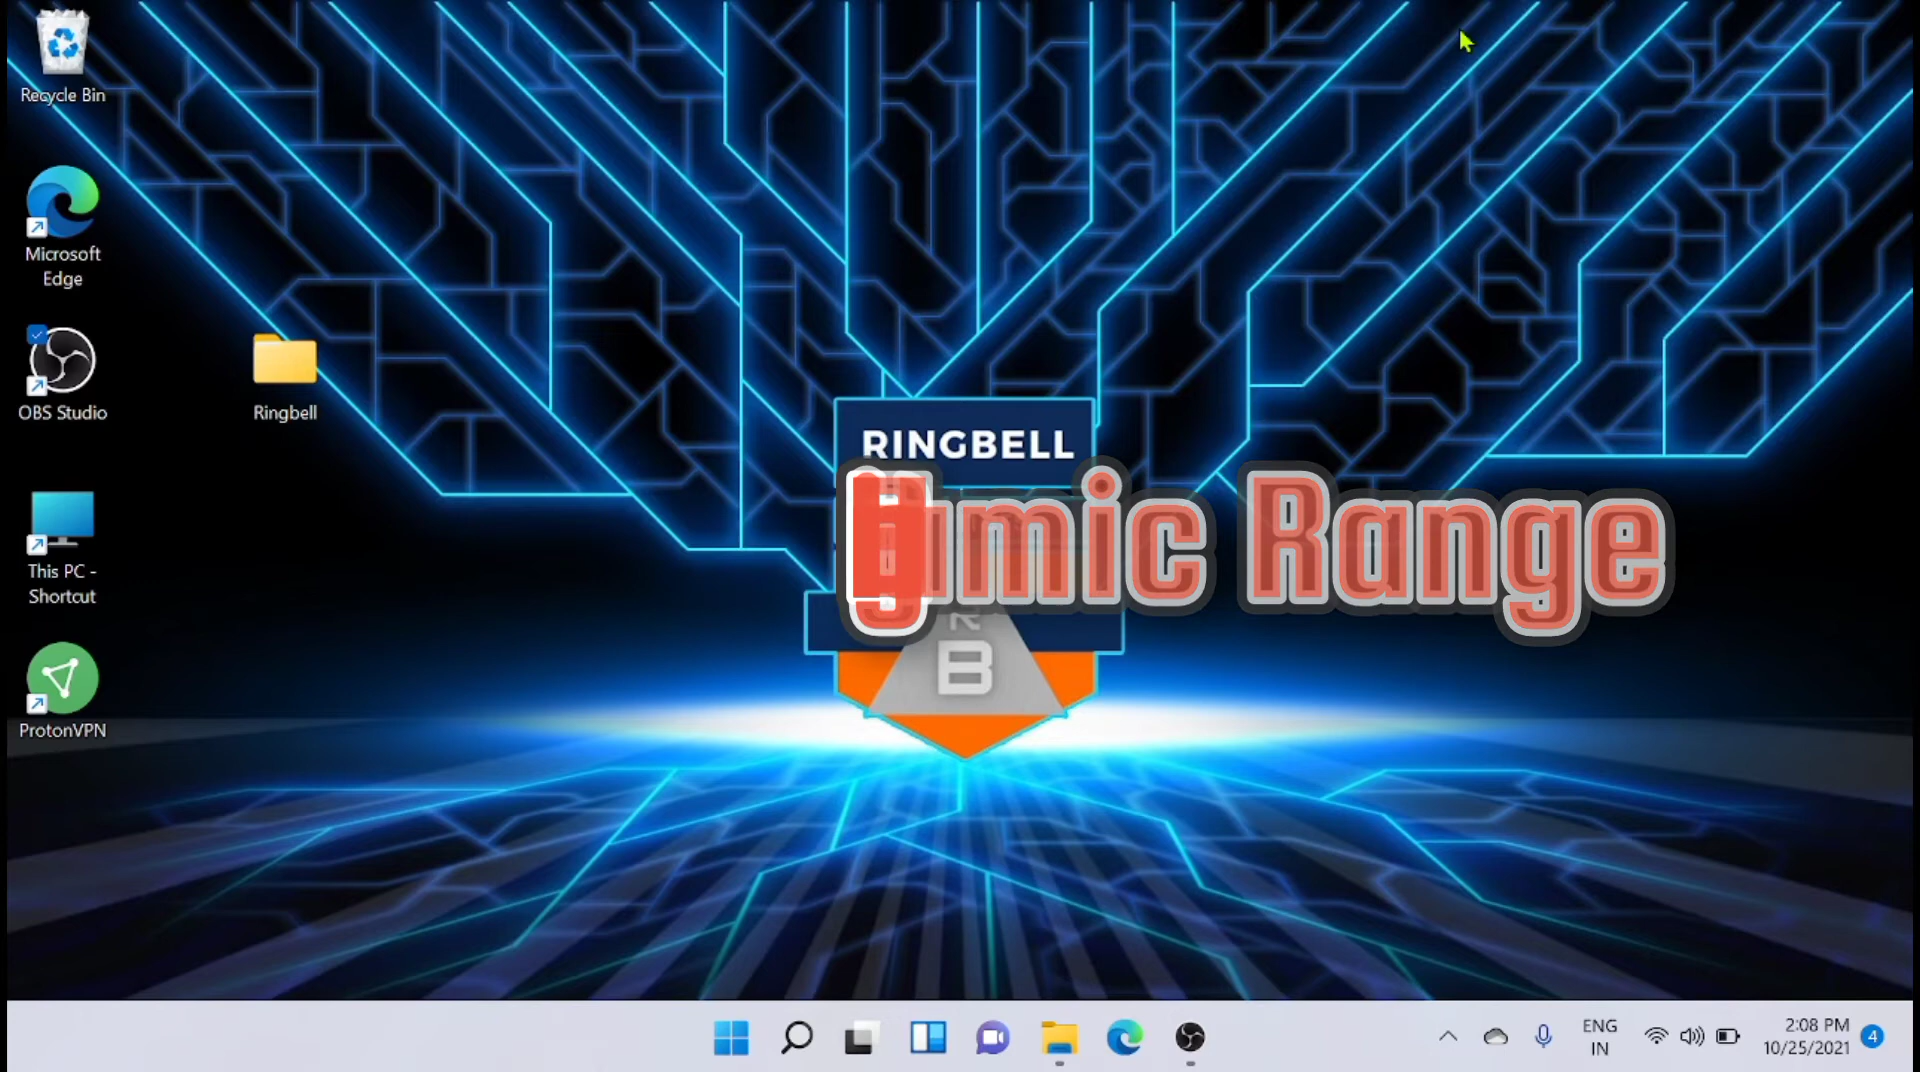 Recycle Bin
Microsoft
Edge
OBS Studio
Ringbell
This PC -
Shortcut
ProtonVPN
RINGBELL
mic Range
R
B
ENG
IN
2:08 PM
10/25/2021
4